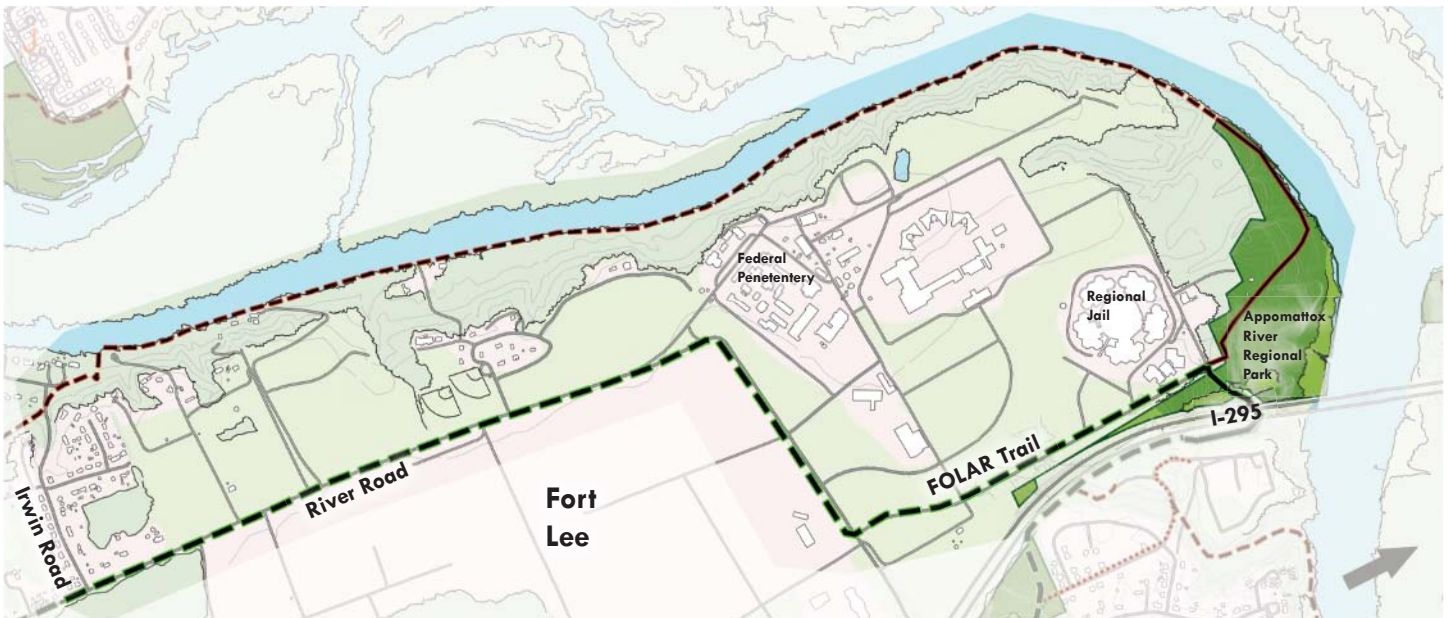 Federal
Penetentery
Regional
Jail
Appomattox
River
Regional
Park
I-295
FOLAR Trail
River Road
Fort
Lee
Irwin Road